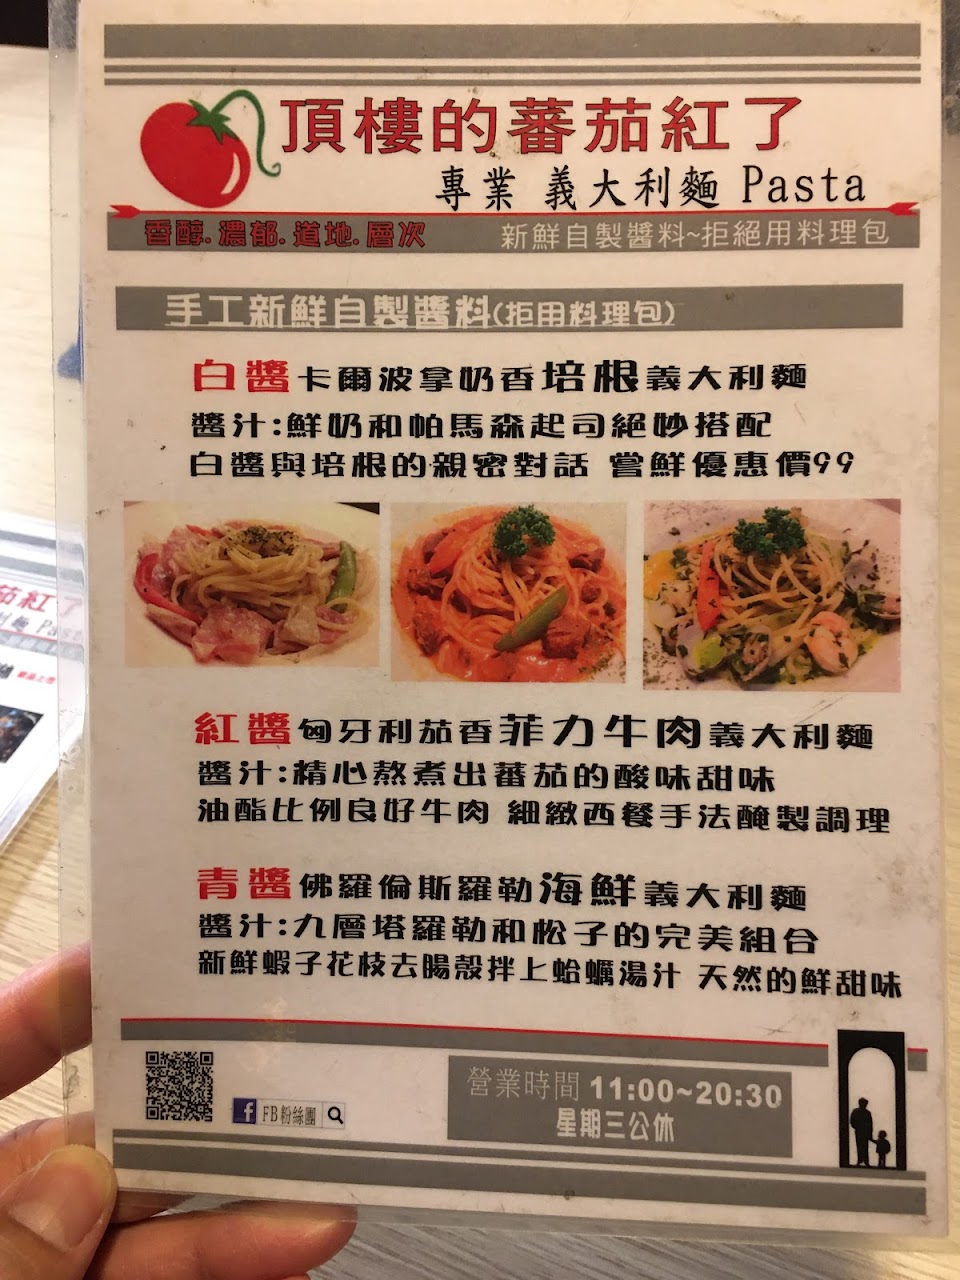 頂樓的蕃茄紅了
專業 義大利麵 Pasta
香醇.濃郁.道地.層次 新鮮自製醬料~拒絕用料理包
手工新鮮自製醬料(拒用料理包)
白醬卡爾波拿奶香培根義大利麵
醬汁:鮮奶和帕馬森起司絕妙搭配
白醬與培根的親密對話 嘗鮮優惠價99
紅醬匈牙利茄香菲力牛肉義大利麵
醬汁:精心熬煮出蕃茄的酸味甜味
油酯比例良好牛肉 細緻西餐手法醃製調理
青醬佛羅倫斯羅勒海鮮義大利麵
醬汁:九層塔羅勒和松子的完美組合
新鮮蝦子花枝去腸殼拌上蛤蠣湯汁 天然的鮮甜味
f FB粉絲團
營業時間 11:00~20:30
星期三公休
茄紅了
利麵 Past